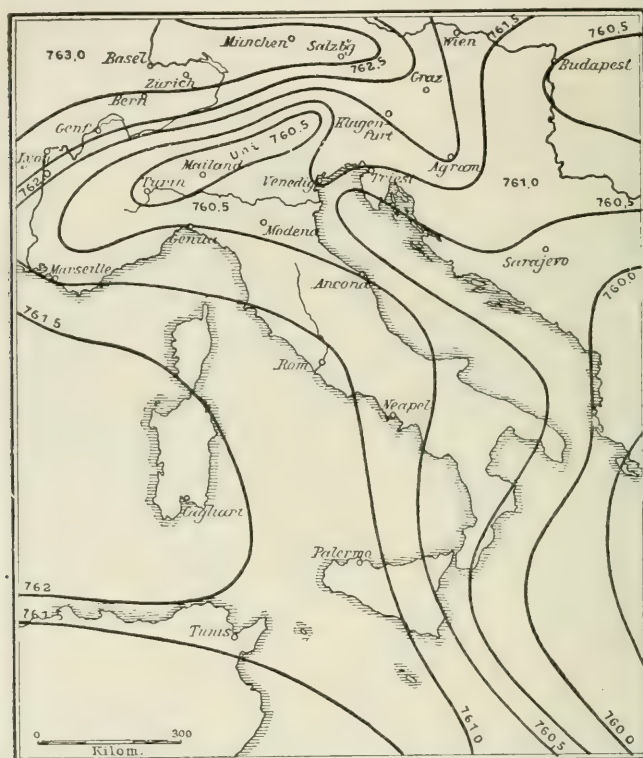 München
Wien
761,5
760,5
763,0
Basel
Salzbg
762,5
Budapest
Zürich
Graz
Bern
Genf
Klagen-
furt
Unt. 760,5
Lyon
Mailand
Agram
762
Turin
Venedig
Triest
761,0
760,5
760,5
Genua
Modena
Sarajevo
Marseille
Ancona
760,0
761,5
Rom
Neapel
Cagliari
Palermo
762
761,5
Tunis
0 300
Kilom.
761,0
760,5
760,0